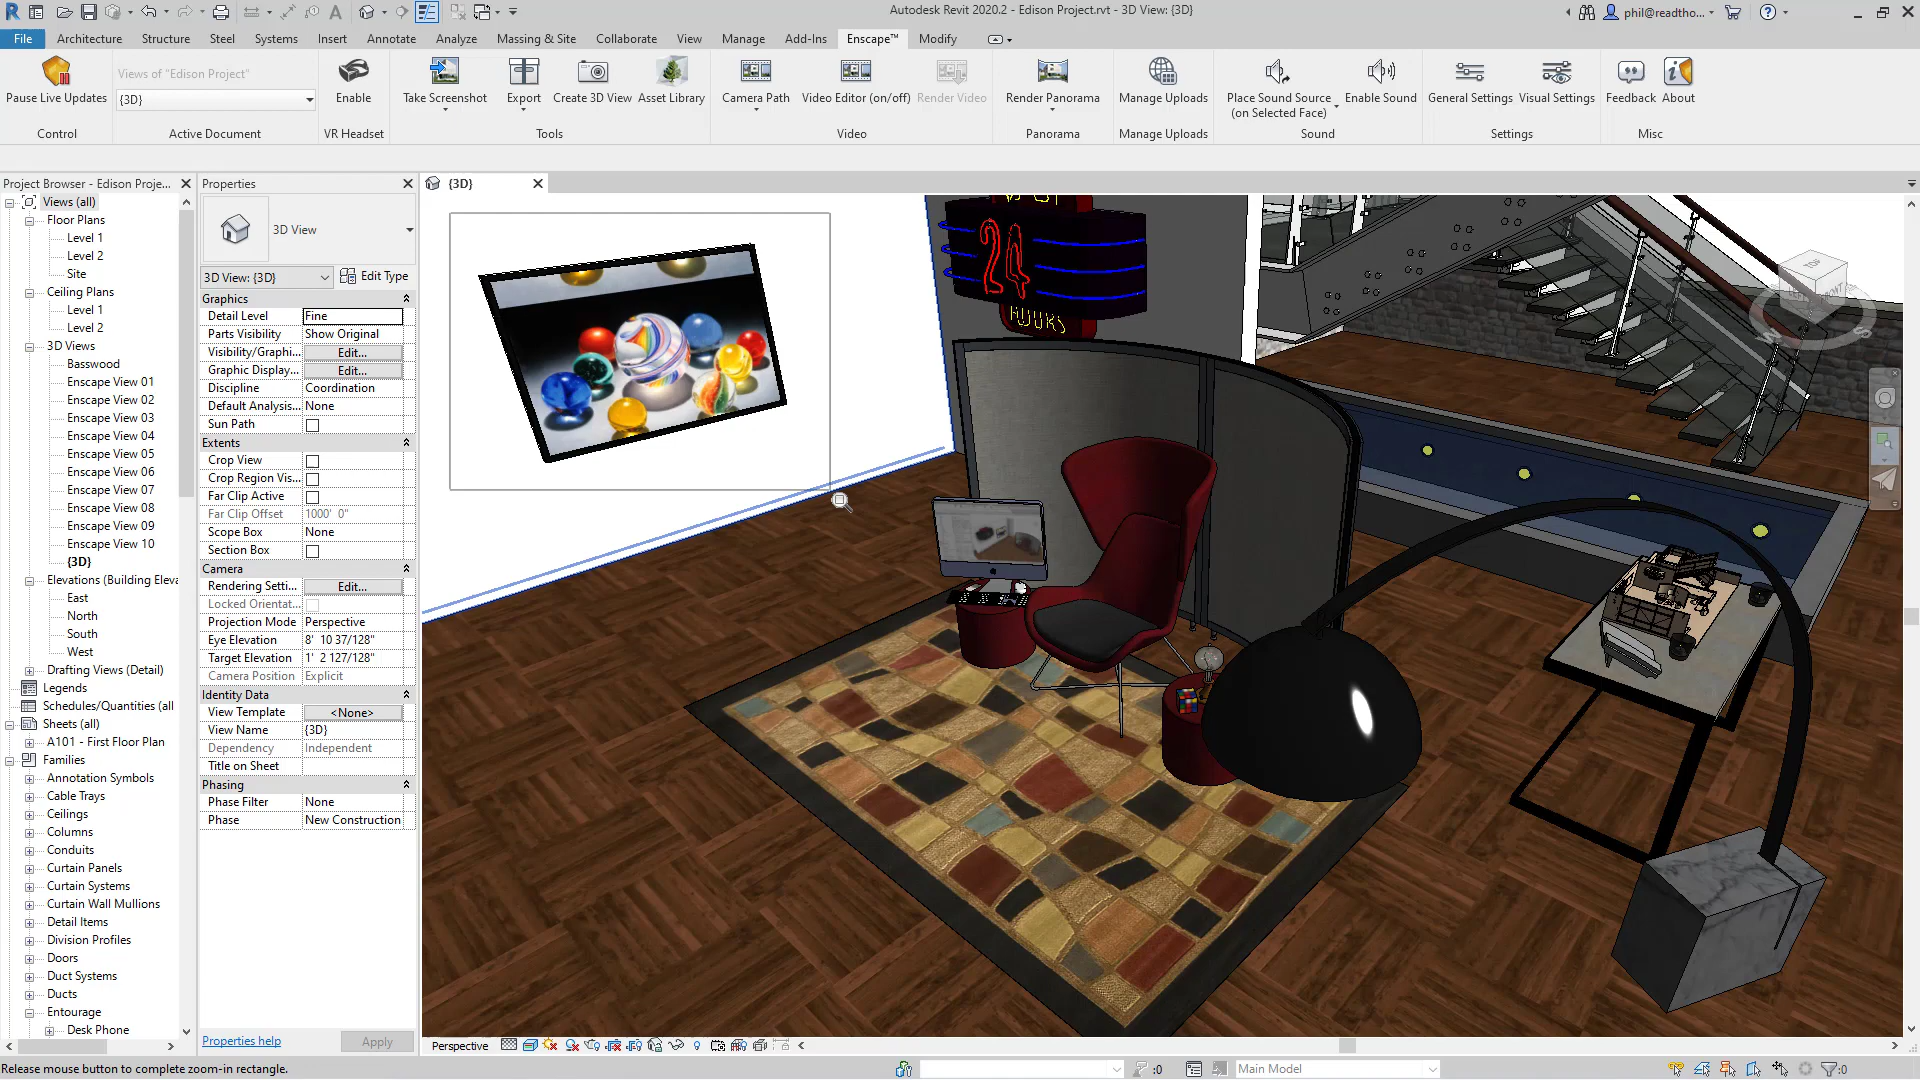 Autodesk Revit 2020.2 - Edison Project.rvt - 3D View: {3D}
phil@readtho...
File Architecture Structure Steel Systems Insert Annotate Analyze Massing & Site Collaborate View Manage Add-Ins Enscape™ Modify
Pause Live Updates
Control
Views of "Edison Project"
{3D}
Active Document
Enable
VR Headset
Take Screenshot Export Create 3D View Asset Library
Tools
Camera Path Video Editor (on/off) Render Video
Video
Render Panorama
Panorama
Manage Uploads
Manage Uploads
Place Sound Source
(on Selected Face)
Enable Sound
Sound
General Settings Visual Settings
Settings
Feedback About
Misc
Project Browser - Edison Proje...
Views (all)
Floor Plans
Level 1
Level 2
Site
Ceiling Plans
Level 1
Level 2
3D Views
Basswood
Enscape View 01
Enscape View 02
Enscape View 03
Enscape View 04
Enscape View 05
Enscape View 06
Enscape View 07
Enscape View 08
Enscape View 09
Enscape View 10
{3D}
Elevations (Building Eleva
East
North
South
West
Drafting Views (Detail)
Legends
Schedules/Quantities (all
Sheets (all)
A101 - First Floor Plan
Families
Annotation Symbols
Cable Trays
Ceilings
Columns
Conduits
Curtain Panels
Curtain Systems
Curtain Wall Mullions
Detail Items
Division Profiles
Doors
Duct Systems
Ducts
Entourage
Desk Phone
Properties
3D View
3D View: {3D} Edit Type
Graphics
Detail Level Fine
Parts Visibility Show Original
Visibility/Graphi... Edit...
Graphic Display... Edit...
Discipline Coordination
Default Analysis... None
Sun Path
Extents
Crop View
Crop Region Vis...
Far Clip Active
Far Clip Offset 1000' 0"
Scope Box None
Section Box
Camera
Rendering Setti... Edit...
Locked Orientat...
Projection Mode Perspective
Eye Elevation 8' 10 37/128"
Target Elevation 1' 2 127/128"
Camera Position Explicit
Identity Data
View Template <None>
View Name {3D}
Dependency Independent
Title on Sheet
Phasing
Phase Filter None
Phase New Construction
Properties help Apply
{3D}
24
HOURS
TOP
FRONT
Perspective
Release mouse button to complete zoom-in rectangle.
:0
Main Model
:0